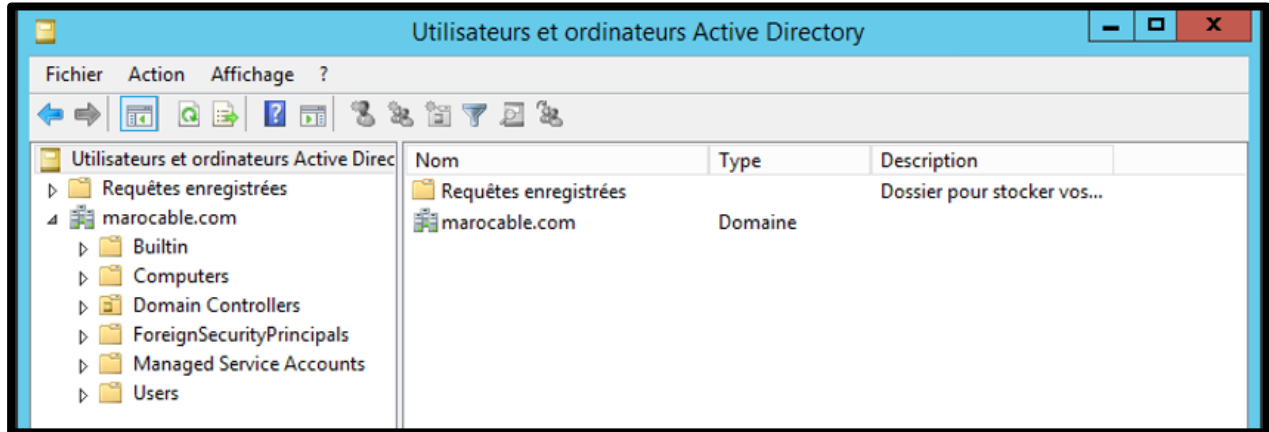 Utilisateurs et ordinateurs Active Directory
Fichier Action Affichage ?
Utilisateurs et ordinateurs Active Direc
Requêtes enregistrées
marocable.com
Builtin
Computers
Domain Controllers
ForeignSecurityPrincipals
Managed Service Accounts
Users
Nom Type Description
Requêtes enregistrées Dossier pour stocker vos...
marocable.com Domaine